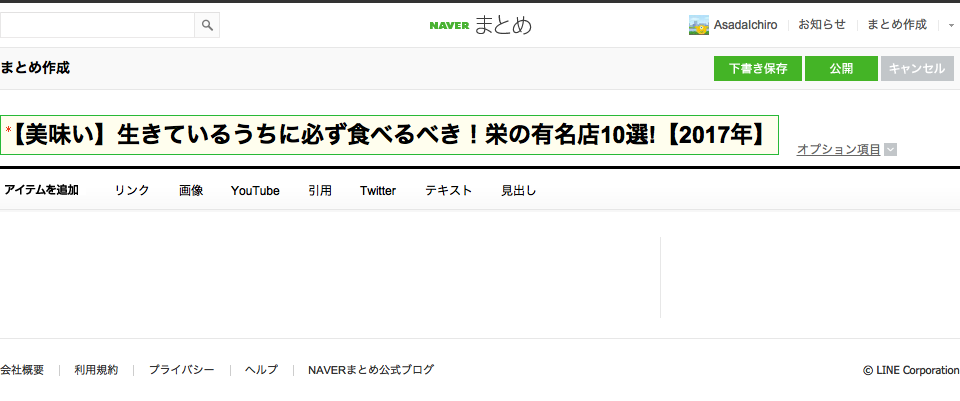 NAVER まとめ
AsadaIchiro お知らせ まとめ作成
まとめ作成
下書き保存 公開 キャンセル
*【美味い】生きているうちに必ず食べるべき！栄の有名店10選!【2017年】
オプション項目
アイテムを追加 リンク 画像 YouTube 引用 Twitter テキスト 見出し
会社概要 利用規約 プライバシー ヘルプ NAVERまとめ公式ブログ © LINE Corporation